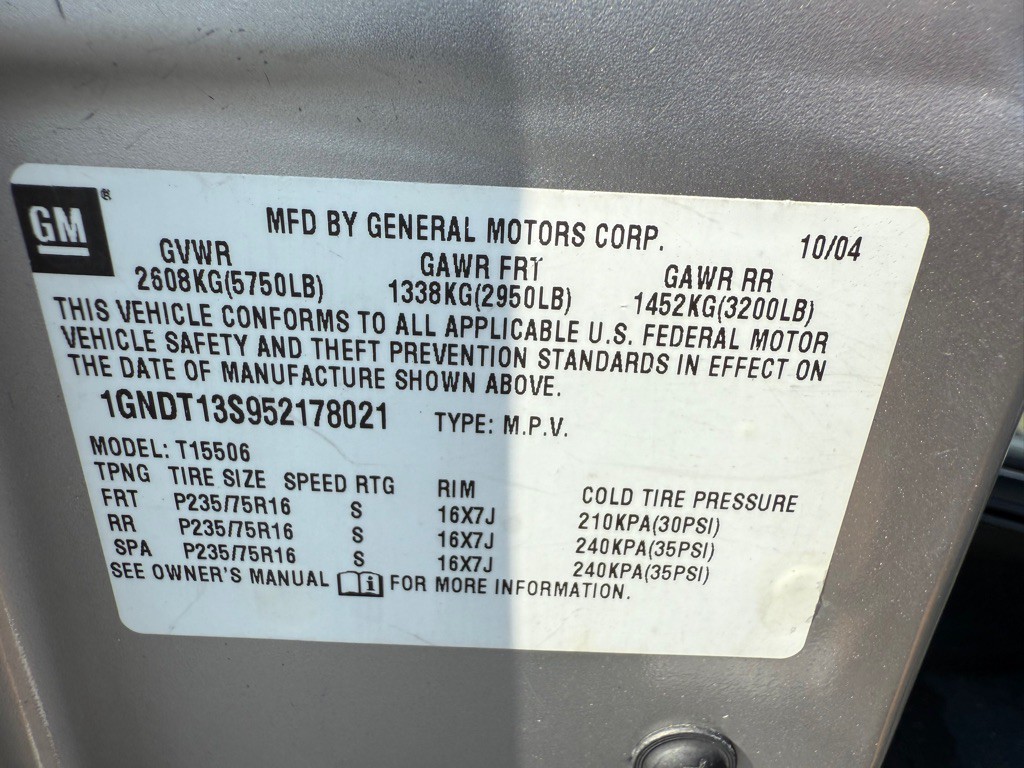 GM ®
MFD BY GENERAL MOTORS CORP. 10/04
GVWR GAWR FRT GAWR RR
2608KG(5750LB) 1338KG(2950LB) 1452KG(3200LB)
THIS VEHICLE CONFORMS TO ALL APPLICABLE U.S. FEDERAL MOTOR
VEHICLE SAFETY AND THEFT PREVENTION STANDARDS IN EFFECT ON
THE DATE OF MANUFACTURE SHOWN ABOVE.
1GNDT13S952178021 TYPE: M.P.V.
MODEL: T15506
TPNG TIRE SIZE SPEED RTG RIM COLD TIRE PRESSURE
FRT P235/75R16 S 16X7J 210KPA(30PSI)
RR P235/75R16 S 16X7J 240KPA(35PSI)
SPA P235/75R16 S 16X7J 240KPA(35PSI)
SEE OWNER'S MANUAL i FOR MORE INFORMATION.